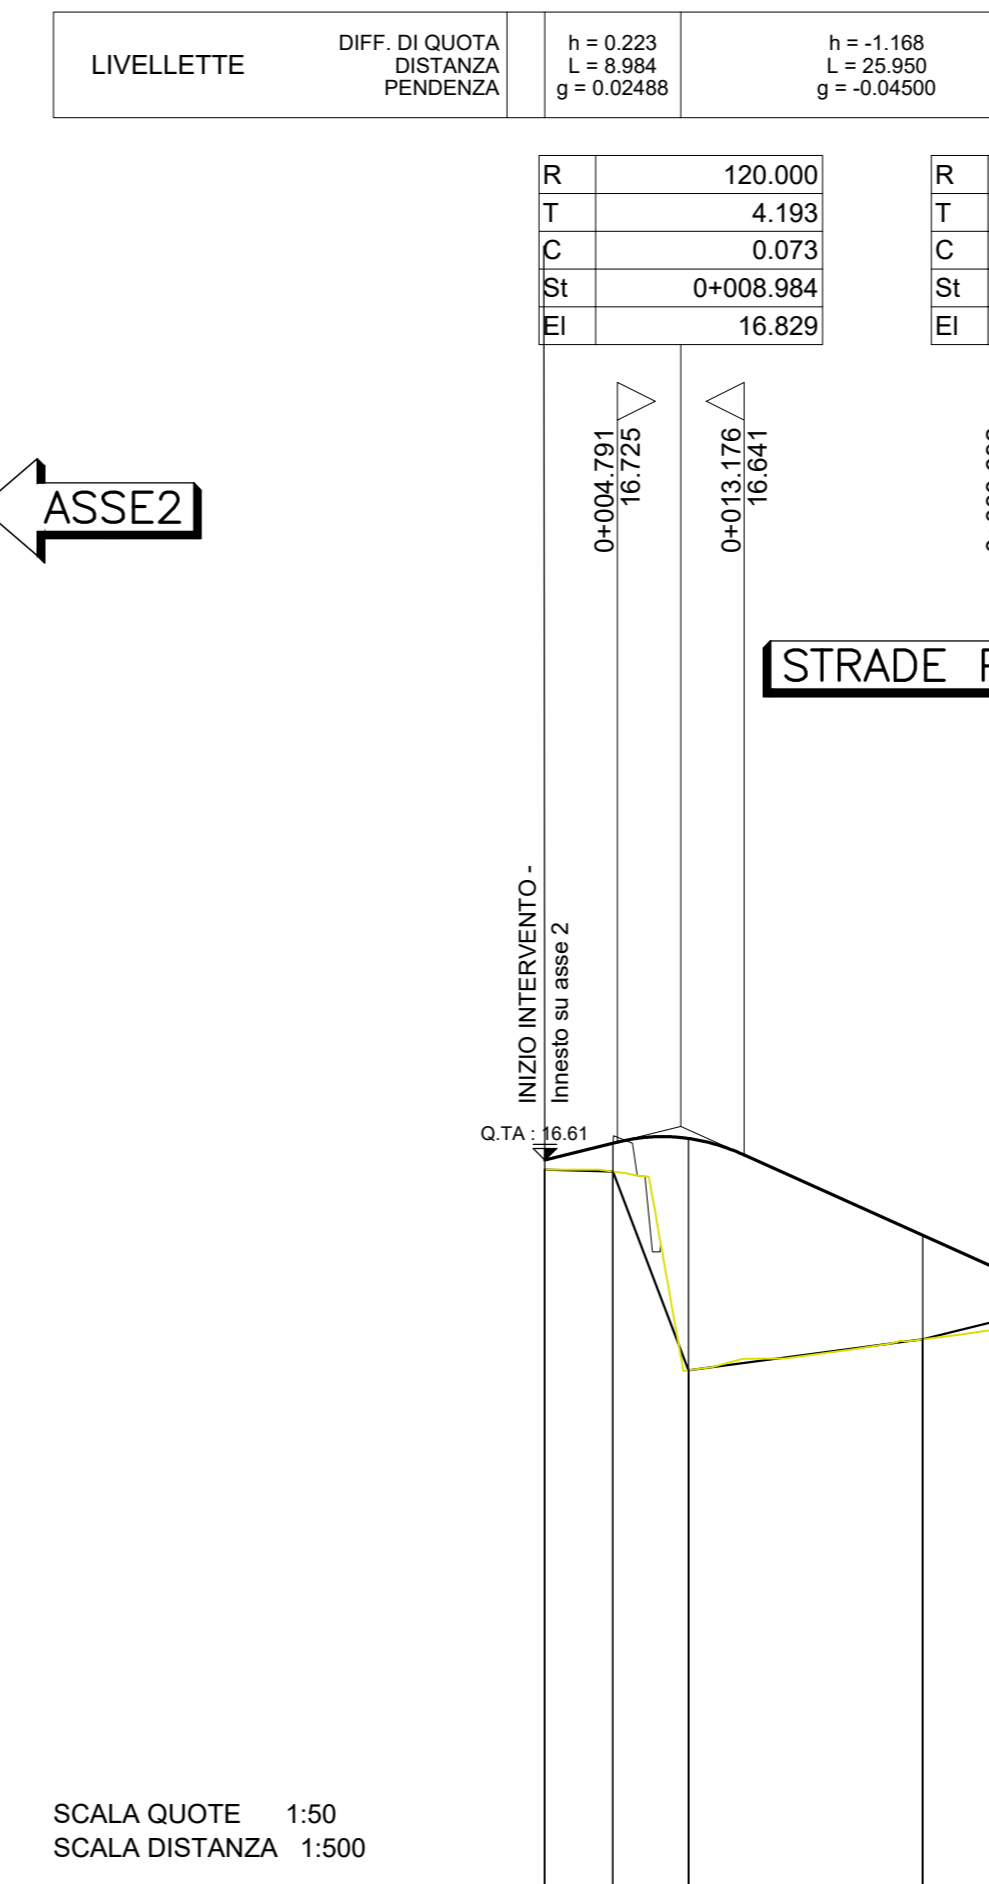 LIVELLETTE
DIFF. DI QUOTA
DISTANZA
PENDENZA
h = 0.223
L = 8.984
g = 0.02488
h = -1.168
L = 25.950
g = -0.04500
R 120.000
T 4.193
C 0.073
St 0+008.984
El 16.829
R
T
C
St
El
0+004.791
16.725
0+013.176
16.641
ASSE2
STRADE
INIZIO INTERVENTO -
Innesto su asse 2
Q.TA : 16.61
SCALA QUOTE 1:50
SCALA DISTANZA 1:500